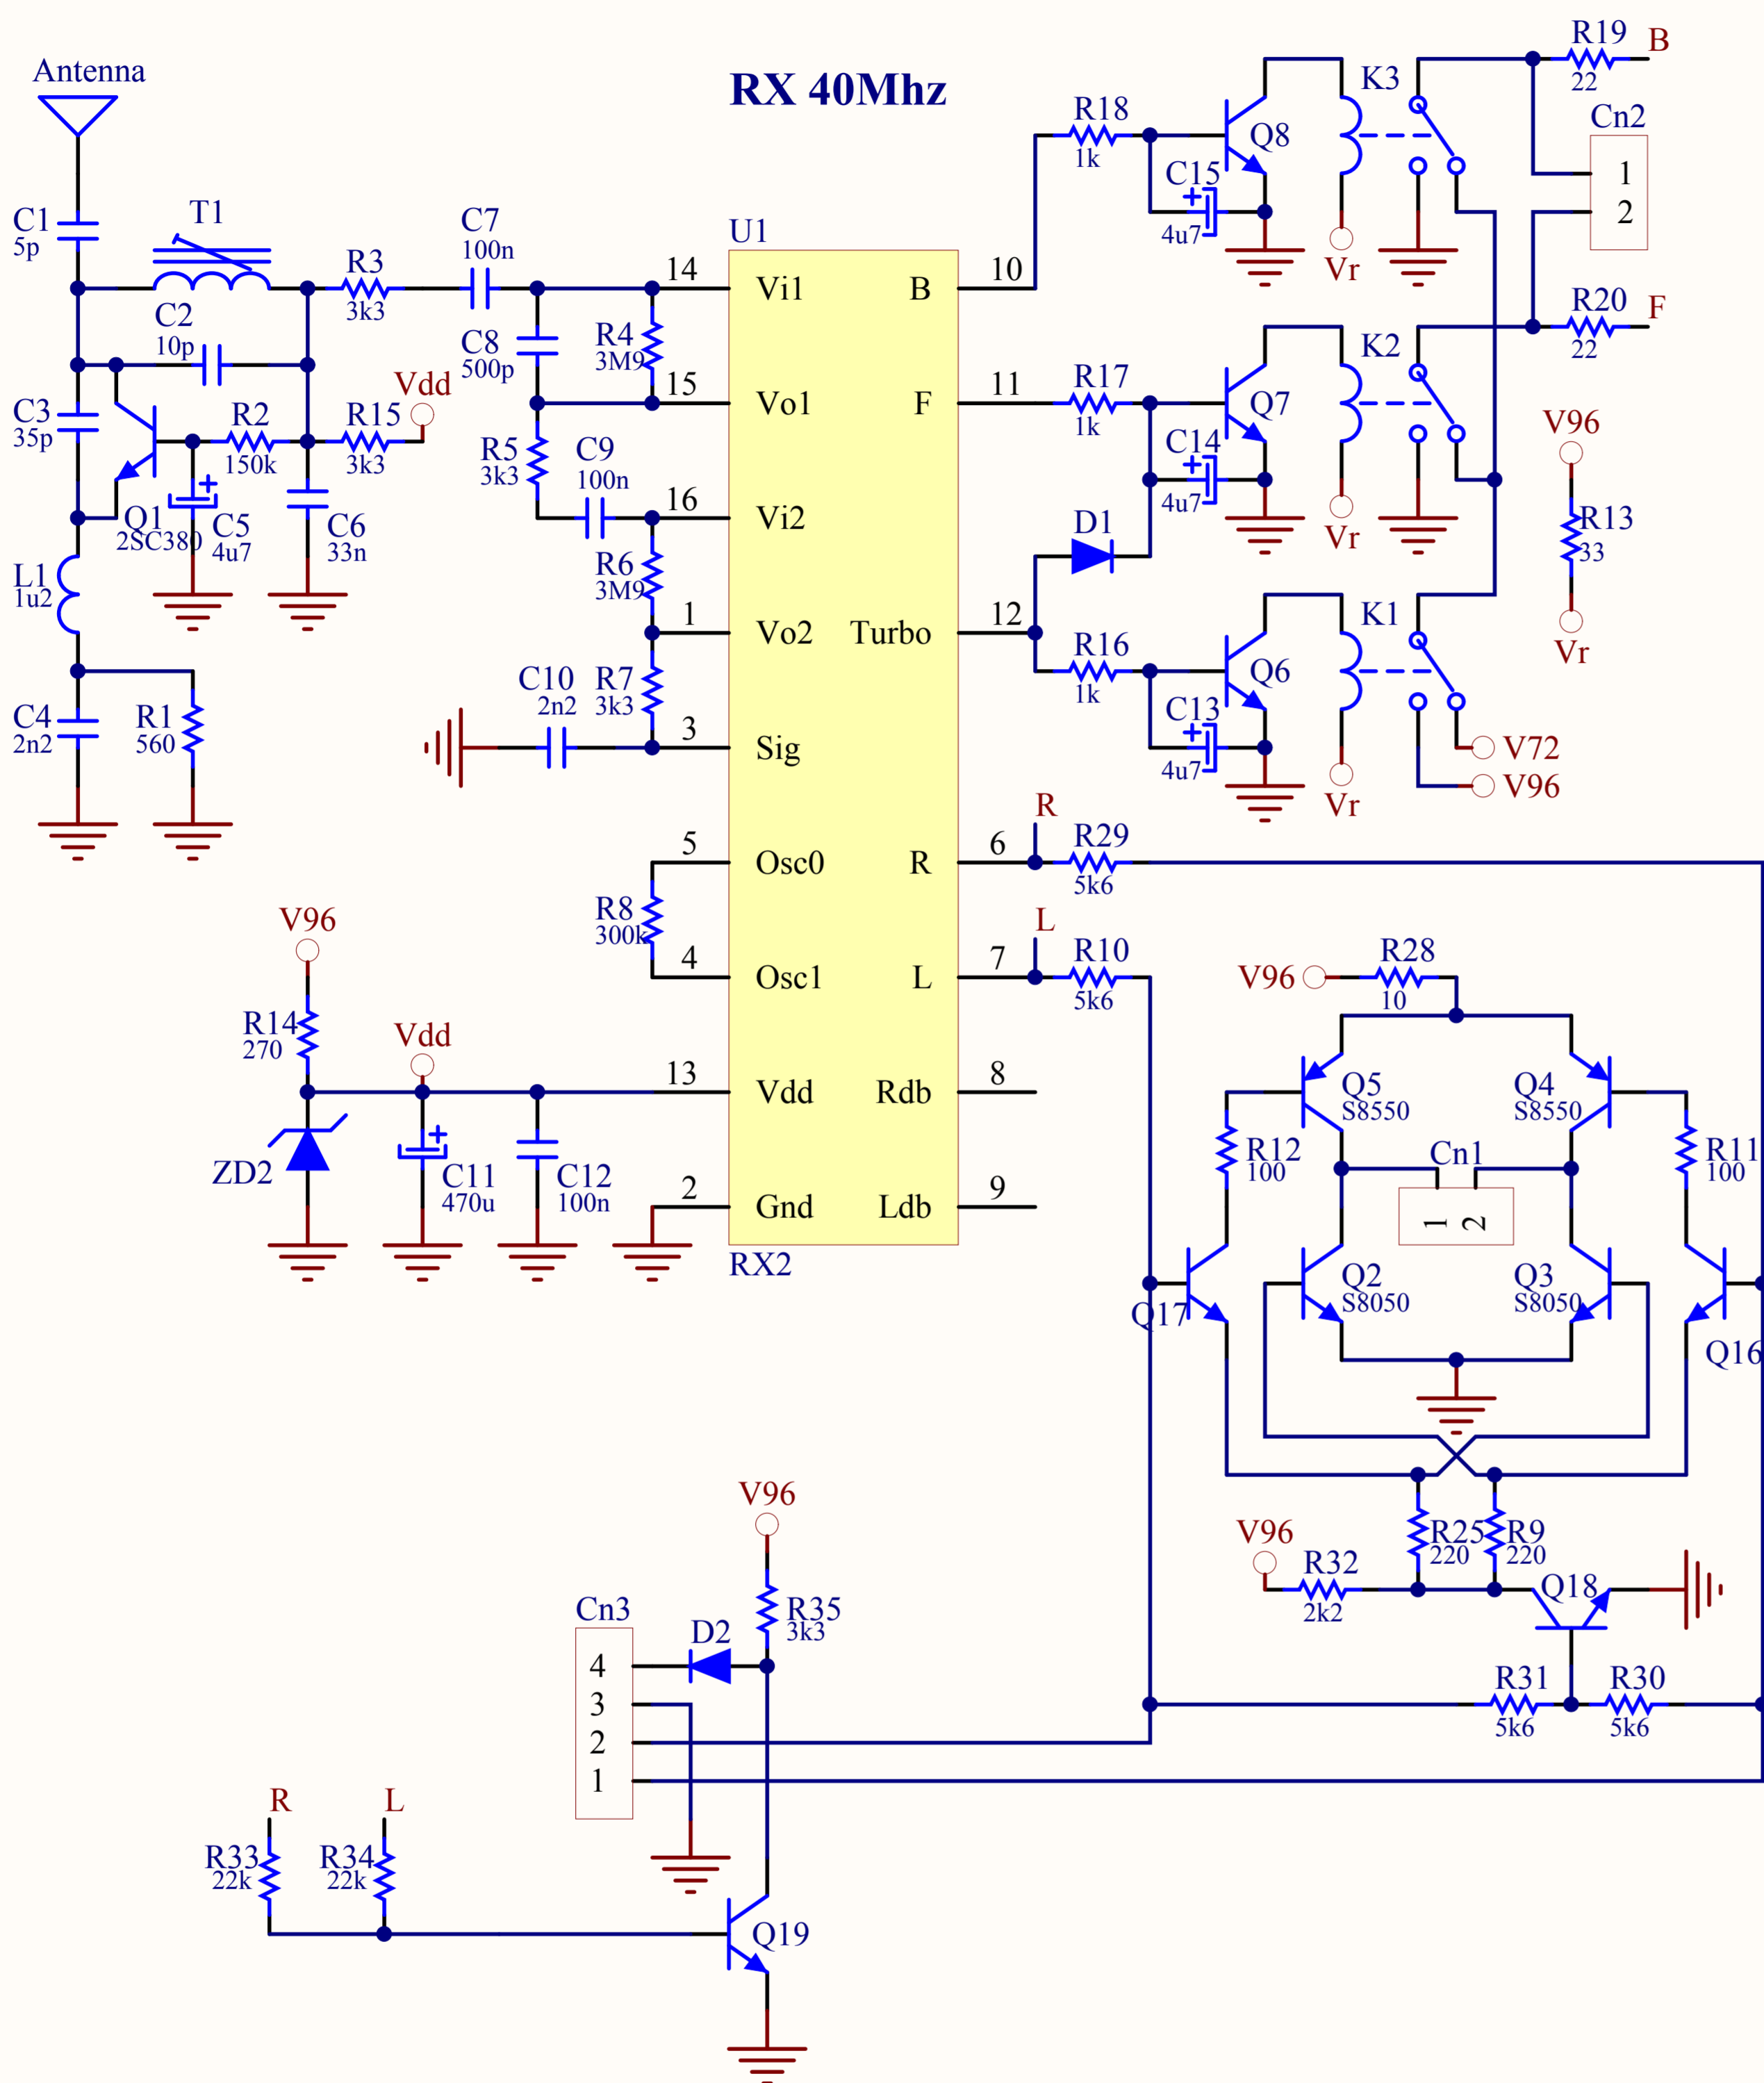 RX 40Mhz
Antenna
C1
5p
T1
C2
10p
C3
35p
R3
3k3
Vdd
R2
150k
R15
3k3
Q1
2SC380
C5
4u7
C6
33n
L1
1u2
C4
2n2
R1
560
C7
100n
C8
500p
R4
3M9
R5
3k3
C9
100n
R6
3M9
C10
2n2
R7
3k3
R8
300k
V96
R14
270
Vdd
ZD2
C11
470u
C12
100n
U1
14 Vi1 B 10
15 Vo1 F 11
16 Vi2
1 Vo2 Turbo 12
3 Sig
5 Osc0 R 6
4 Osc1 L 7
13 Vdd Rdb 8
2 Gnd Ldb 9
RX2
R18
1k
Q8
C15
4u7
Vr
K3
R19
22
B
Cn2
1
2
R20
22
F
R17
1k
Q7
C14
4u7
Vr
K2
D1
R16
1k
Q6
C13
4u7
Vr
K1
V72
V96
V96
R13
33
Vr
R
R29
5k6
L
R10
5k6
V96
R28
10
Q5
S8550
Q4
S8550
R12
100
Cn1
1
2
R11
100
Q17
Q2
S8050
Q3
S8050
Q16
V96
R32
2k2
R25
220
R9
220
Q18
R31
5k6
R30
5k6
V96
R35
3k3
Cn3
D2
4
3
2
1
R
L
R33
22k
R34
22k
Q19